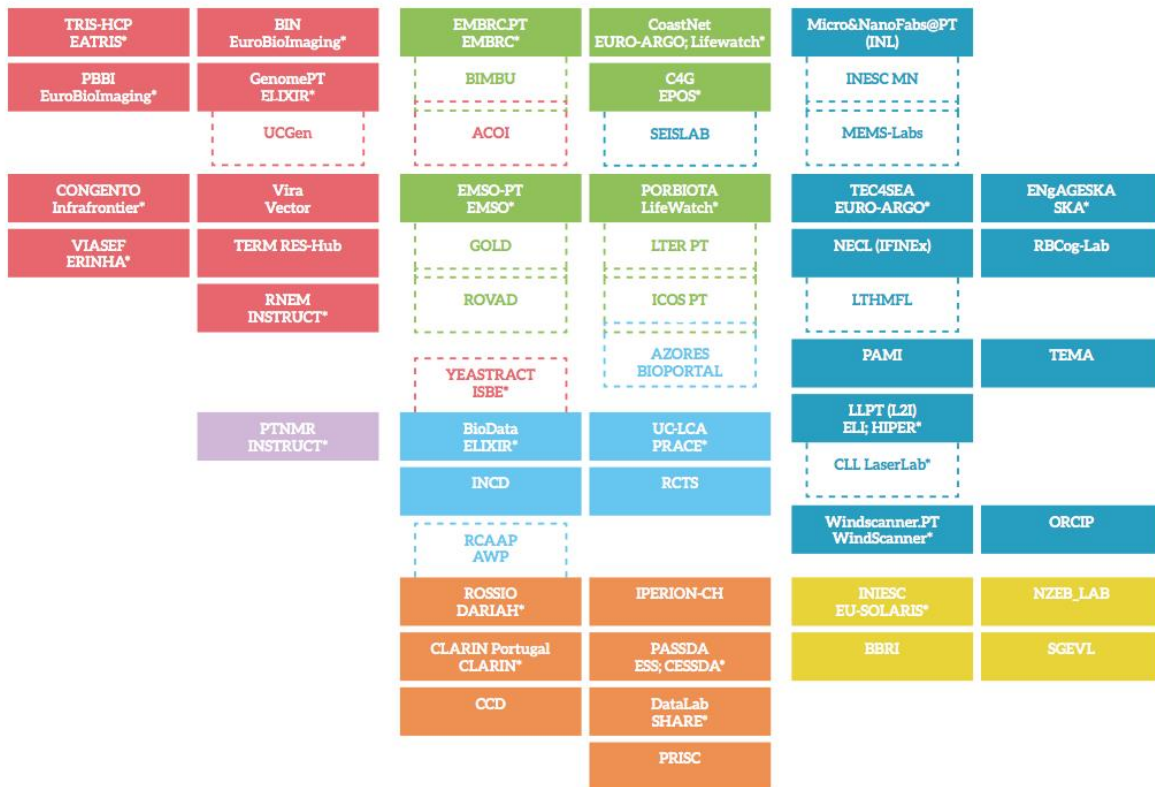 TRIS-HCP
EATRIS*
BIN
EuroBioImaging*
EMBRC.PT
EMBRC*
CoastNet
EURO-ARGO; Lifewatch*
Micro&NanoFabs@PT
(INL)
PBBI
EuroBioImaging*
GenomePT
ELIXIR*
BIMBU
C4G
EPOS*
INESC MN
UCGen
ACOI
SEISLAB
MEMS-Labs
CONGENTO
Infrafrontier*
Vira
Vector
EMSO-PT
EMSO*
PORBIOTA
LifeWatch*
TEC4SEA
EURO-ARGO*
ENgAGESKA
SKA*
VIASEF
ERINHA*
TERM RES-Hub
GOLD
LTER PT
NECL (IFINEx)
RBCog-Lab
RNEM
INSTRUCT*
ROVAD
ICOS PT
LTHMFL
AZORES
BIOPORTAL
PAMI
TEMA
YEASTRACT
ISBE*
PTNMR
INSTRUCT*
BioData
ELIXIR*
UC-LCA
PRACE*
LLPT (L2I)
ELI; HIPER*
CLL LaserLab*
INCD
RCTS
Windscanner.PT
WindScanner*
ORCIP
RCAAP
AWP
ROSSIO
DARIAH*
IPERION-CH
INIESC
EU-SOLARIS*
NZEB_LAB
CLARIN Portugal
CLARIN*
PASSDA
ESS; CESSDA*
BBRI
SGEVL
CCD
DataLab
SHARE*
PRISC